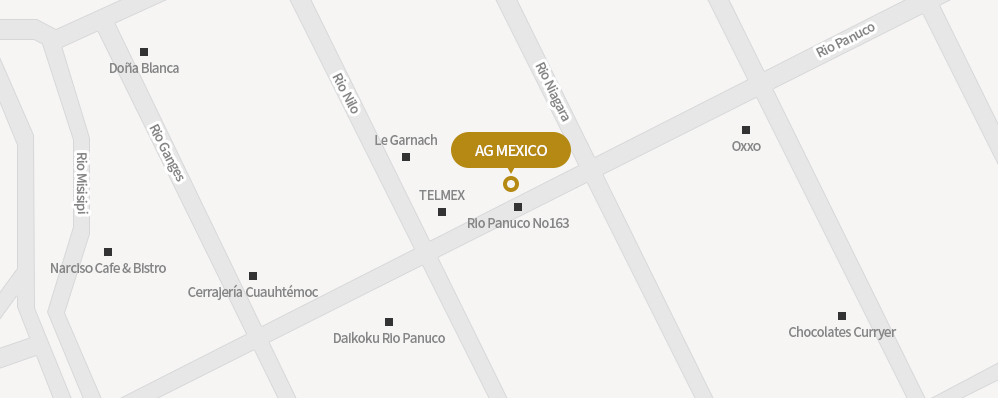 Rio Panuco
Doña Blanca
Rio Nilo
Rio Niagara
Rio Ganges
Le Garnach
AG MEXICO
Oxxo
Rio Misisipi
TELMEX
Rio Panuco No163
Narciso Cafe & Bistro
Cerrajería Cuauhtémoc
Daikoku Rio Panuco
Chocolates Curryer